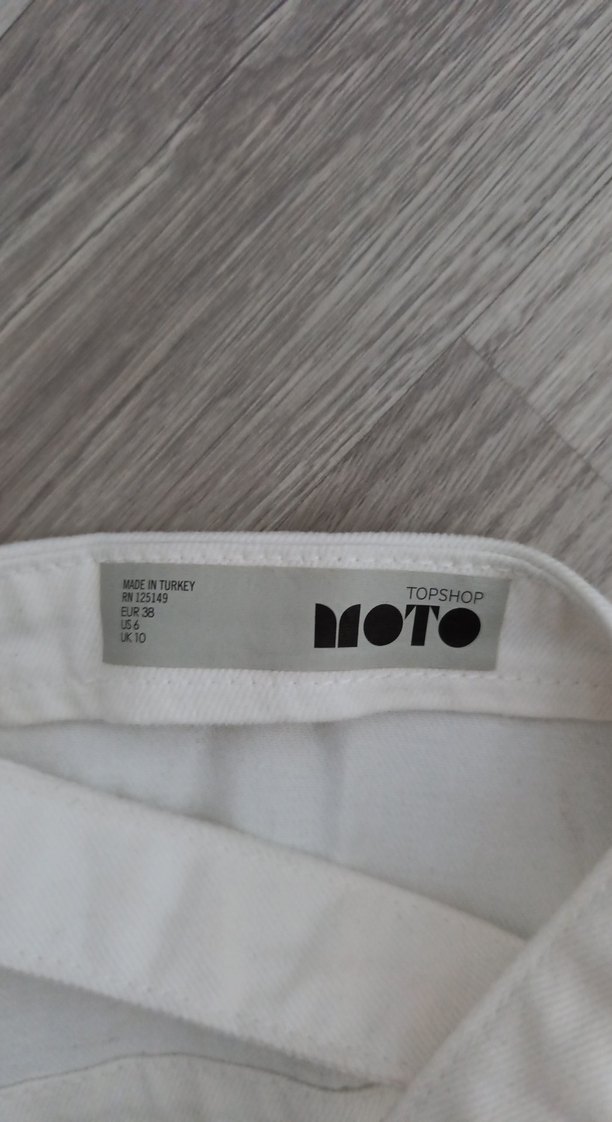 MADE IN TURKEY
RN 125149
EUR 38
US 6
UK 10
TOPSHOP
MOTO